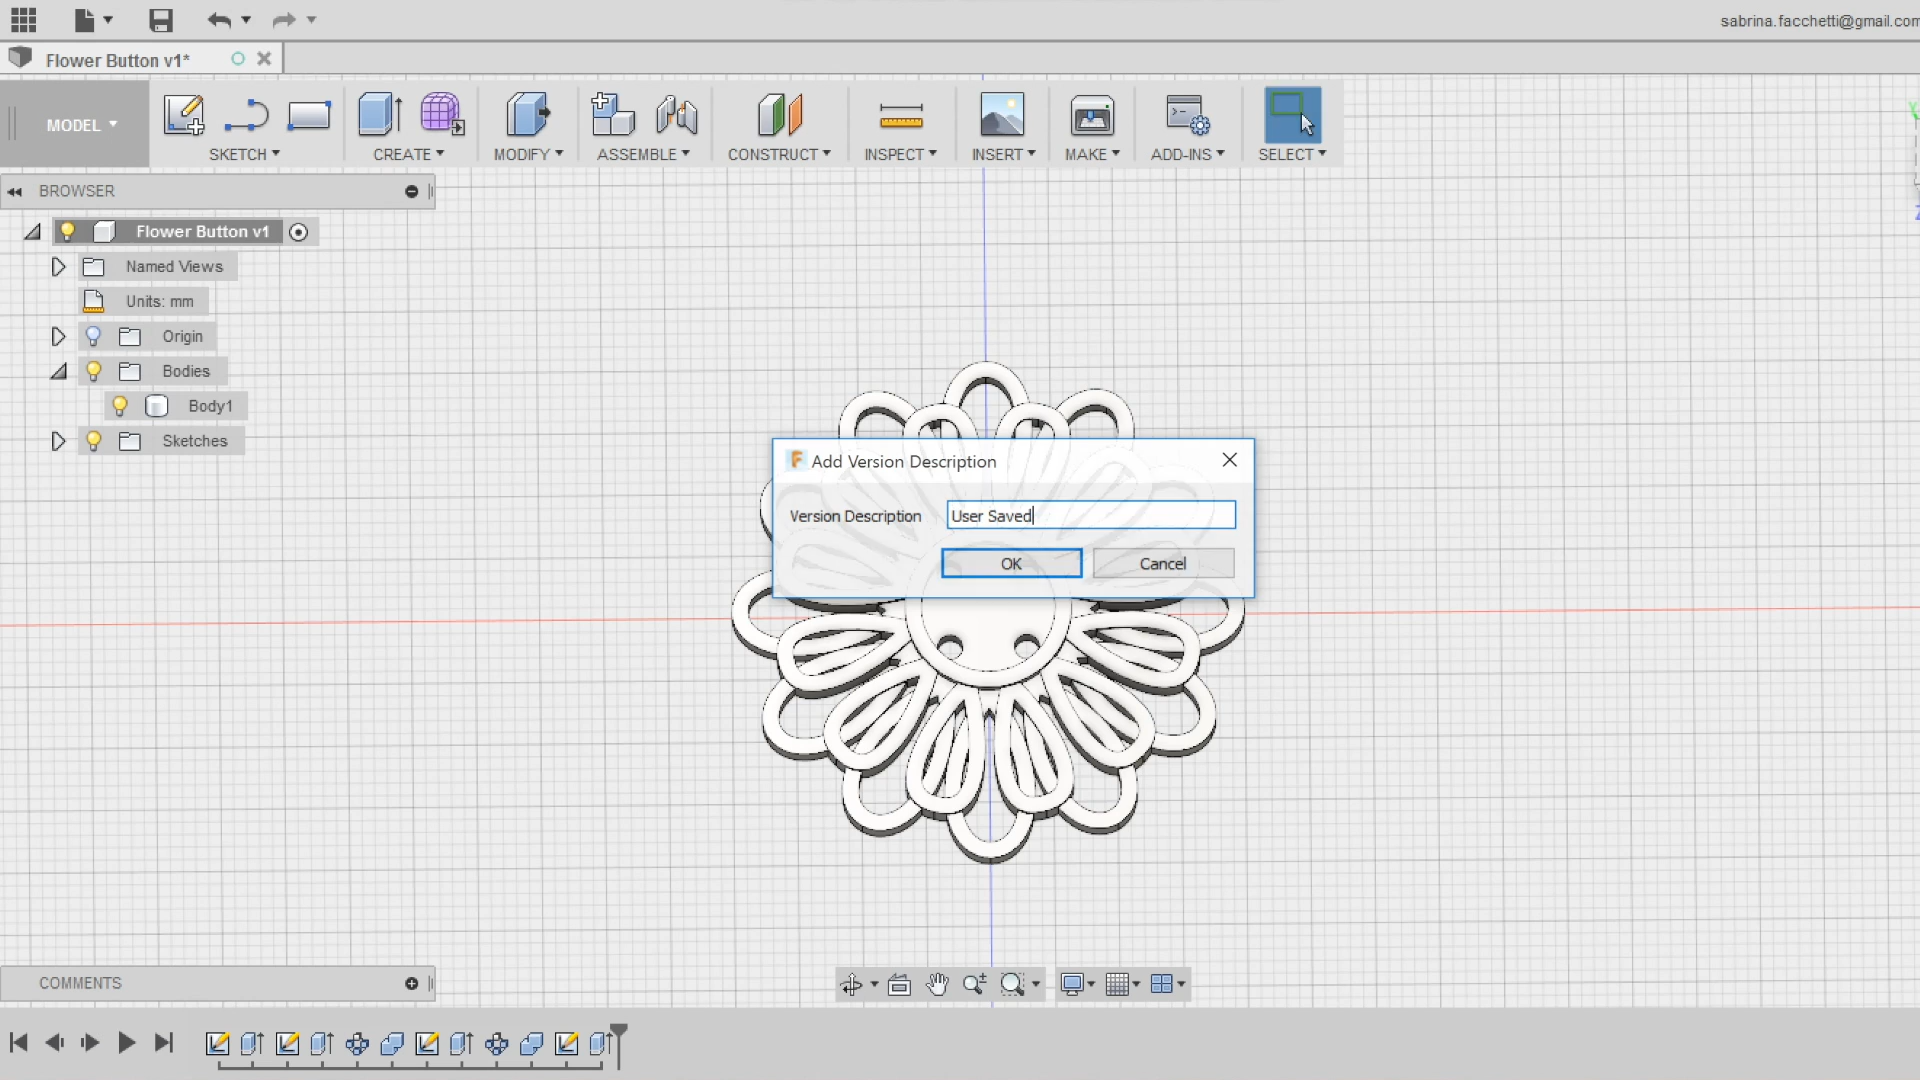 sabrina.facchetti@gmail.com
Flower Button v1*
MODEL
SKETCH
CREATE
MODIFY
ASSEMBLE
CONSTRUCT
INSPECT
INSERT
MAKE
ADD-INS
SELECT
BROWSER
Flower Button v1
Named Views
Units: mm
Origin
Bodies
Body1
Sketches
Add Version Description
Version Description
User Saved
OK
Cancel
COMMENTS